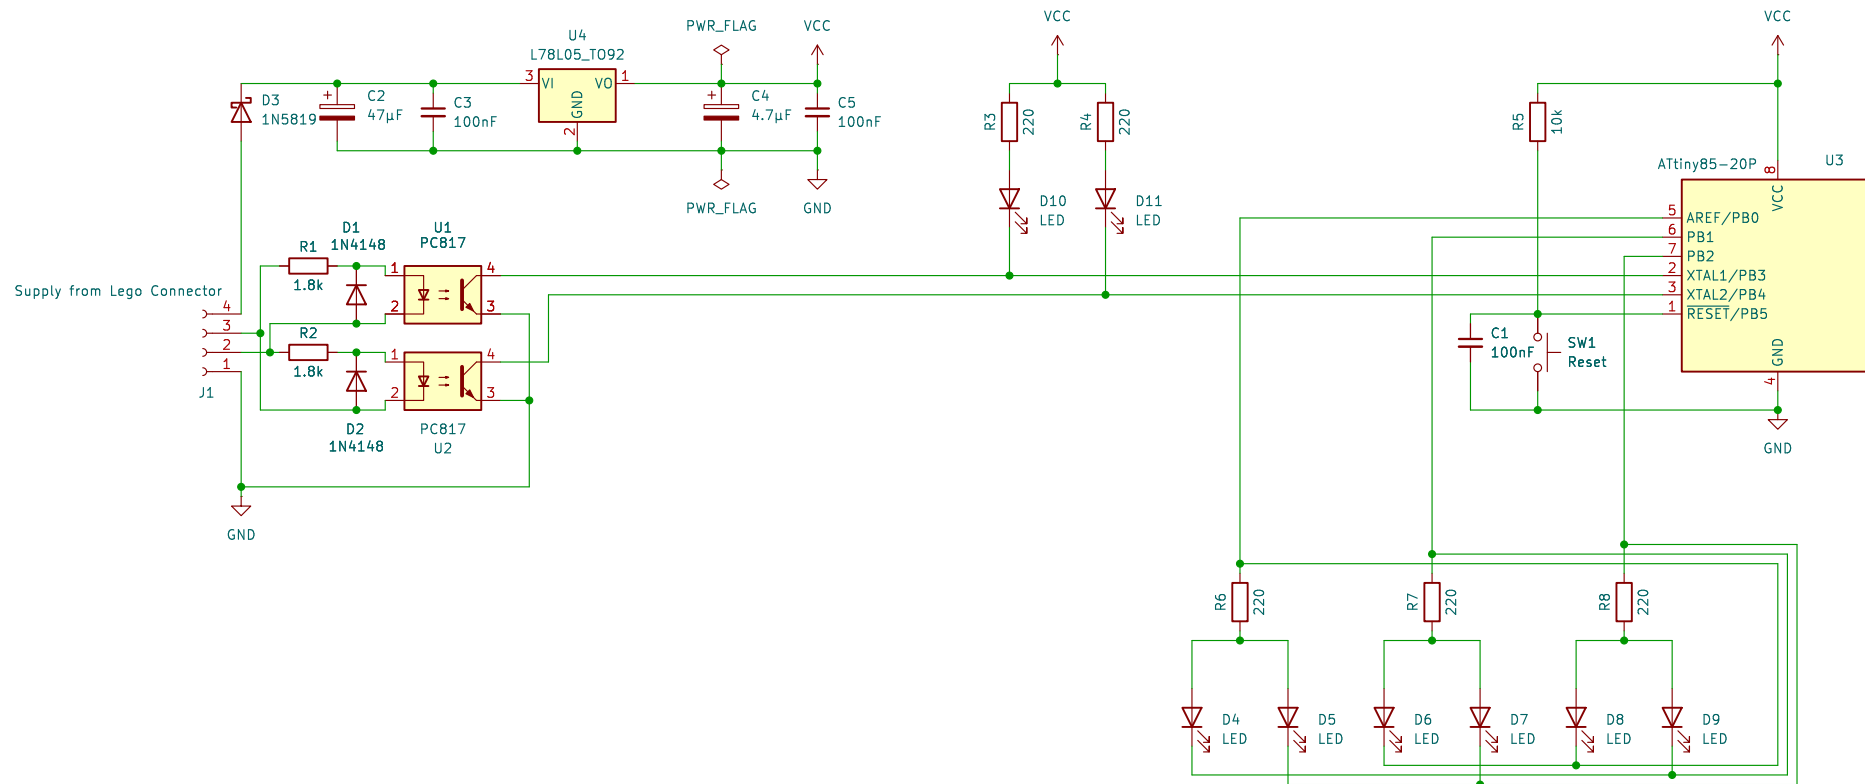 PWR_FLAG
VCC
VCC
VCC
U4
L78L05_TO92
3
VI
VO
1
GND
2
D3
1N5819
+
C2
47µF
C3
100nF
+
C4
4.7µF
C5
100nF
PWR_FLAG
GND
R3
220
R4
220
D10
LED
D11
LED
R5
10k
ATtiny85-20P
U3
8
VCC
5
AREF/PB0
6
PB1
7
PB2
2
XTAL1/PB3
3
XTAL2/PB4
1
RESET/PB5
GND
4
GND
D1
1N4148
R1
1.8k
U1
PC817
1
4
2
3
Supply from Lego Connector
4
3
2
1
J1
R2
1.8k
D2
1N4148
1
4
2
3
PC817
U2
GND
C1
100nF
SW1
Reset
R6
220
R7
220
R8
220
D4
LED
D5
LED
D6
LED
D7
LED
D8
LED
D9
LED